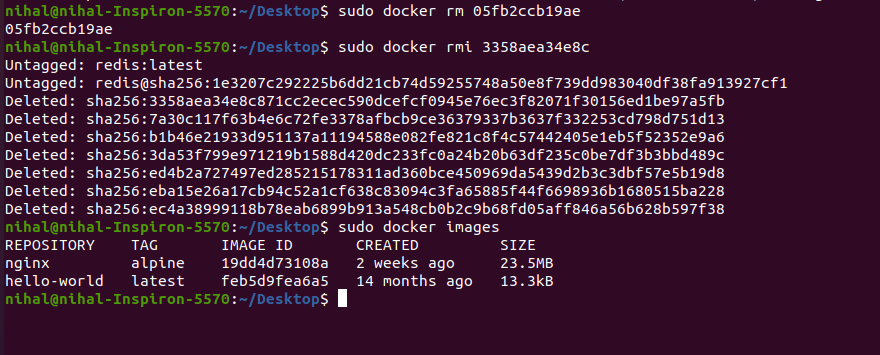 nihal@nihal-Inspiron-5570:~/Desktop$ sudo docker rm 05fb2ccb19ae
05fb2ccb19ae
nihal@nihal-Inspiron-5570:~/Desktop$ sudo docker rmi 3358aea34e8c
Untagged: redis:latest
Untagged: redis@sha256:1e3207c292225b6dd21cb74d59255748a50e8f739dd983040df38fa913927cf1
Deleted: sha256:3358aea34e8c871cc2ecec590dcefcf0945e76ec3f82071f30156ed1be97a5fb
Deleted: sha256:7a30c117f63b4e6c72fe3378afbcb9ce36379337b3637f332253cd798d751d13
Deleted: sha256:b1b46e21933d951137a11194588e082fe821c8f4c57442405e1eb5f52352e9a6
Deleted: sha256:3da53f799e971219b1588d420dc233fc0a24b20b63df235c0be7df3b3bbd489c
Deleted: sha256:ed4b2a727497ed285215178311ad360bce450969da5439d2b3c3dbf57e5b19d8
Deleted: sha256:eba15e26a17cb94c52a1cf638c83094c3fa65885f44f6698936b1680515ba228
Deleted: sha256:ec4a38999118b78eab6899b913a548cb0b2c9b68fd05aff846a56b628b597f38
nihal@nihal-Inspiron-5570:~/Desktop$ sudo docker images
REPOSITORY    TAG       IMAGE ID       CREATED         SIZE
nginx         alpine    19dd4d73108a   2 weeks ago     23.5MB
hello-world   latest    feb5d9fea6a5   14 months ago   13.3kB
nihal@nihal-Inspiron-5570:~/Desktop$